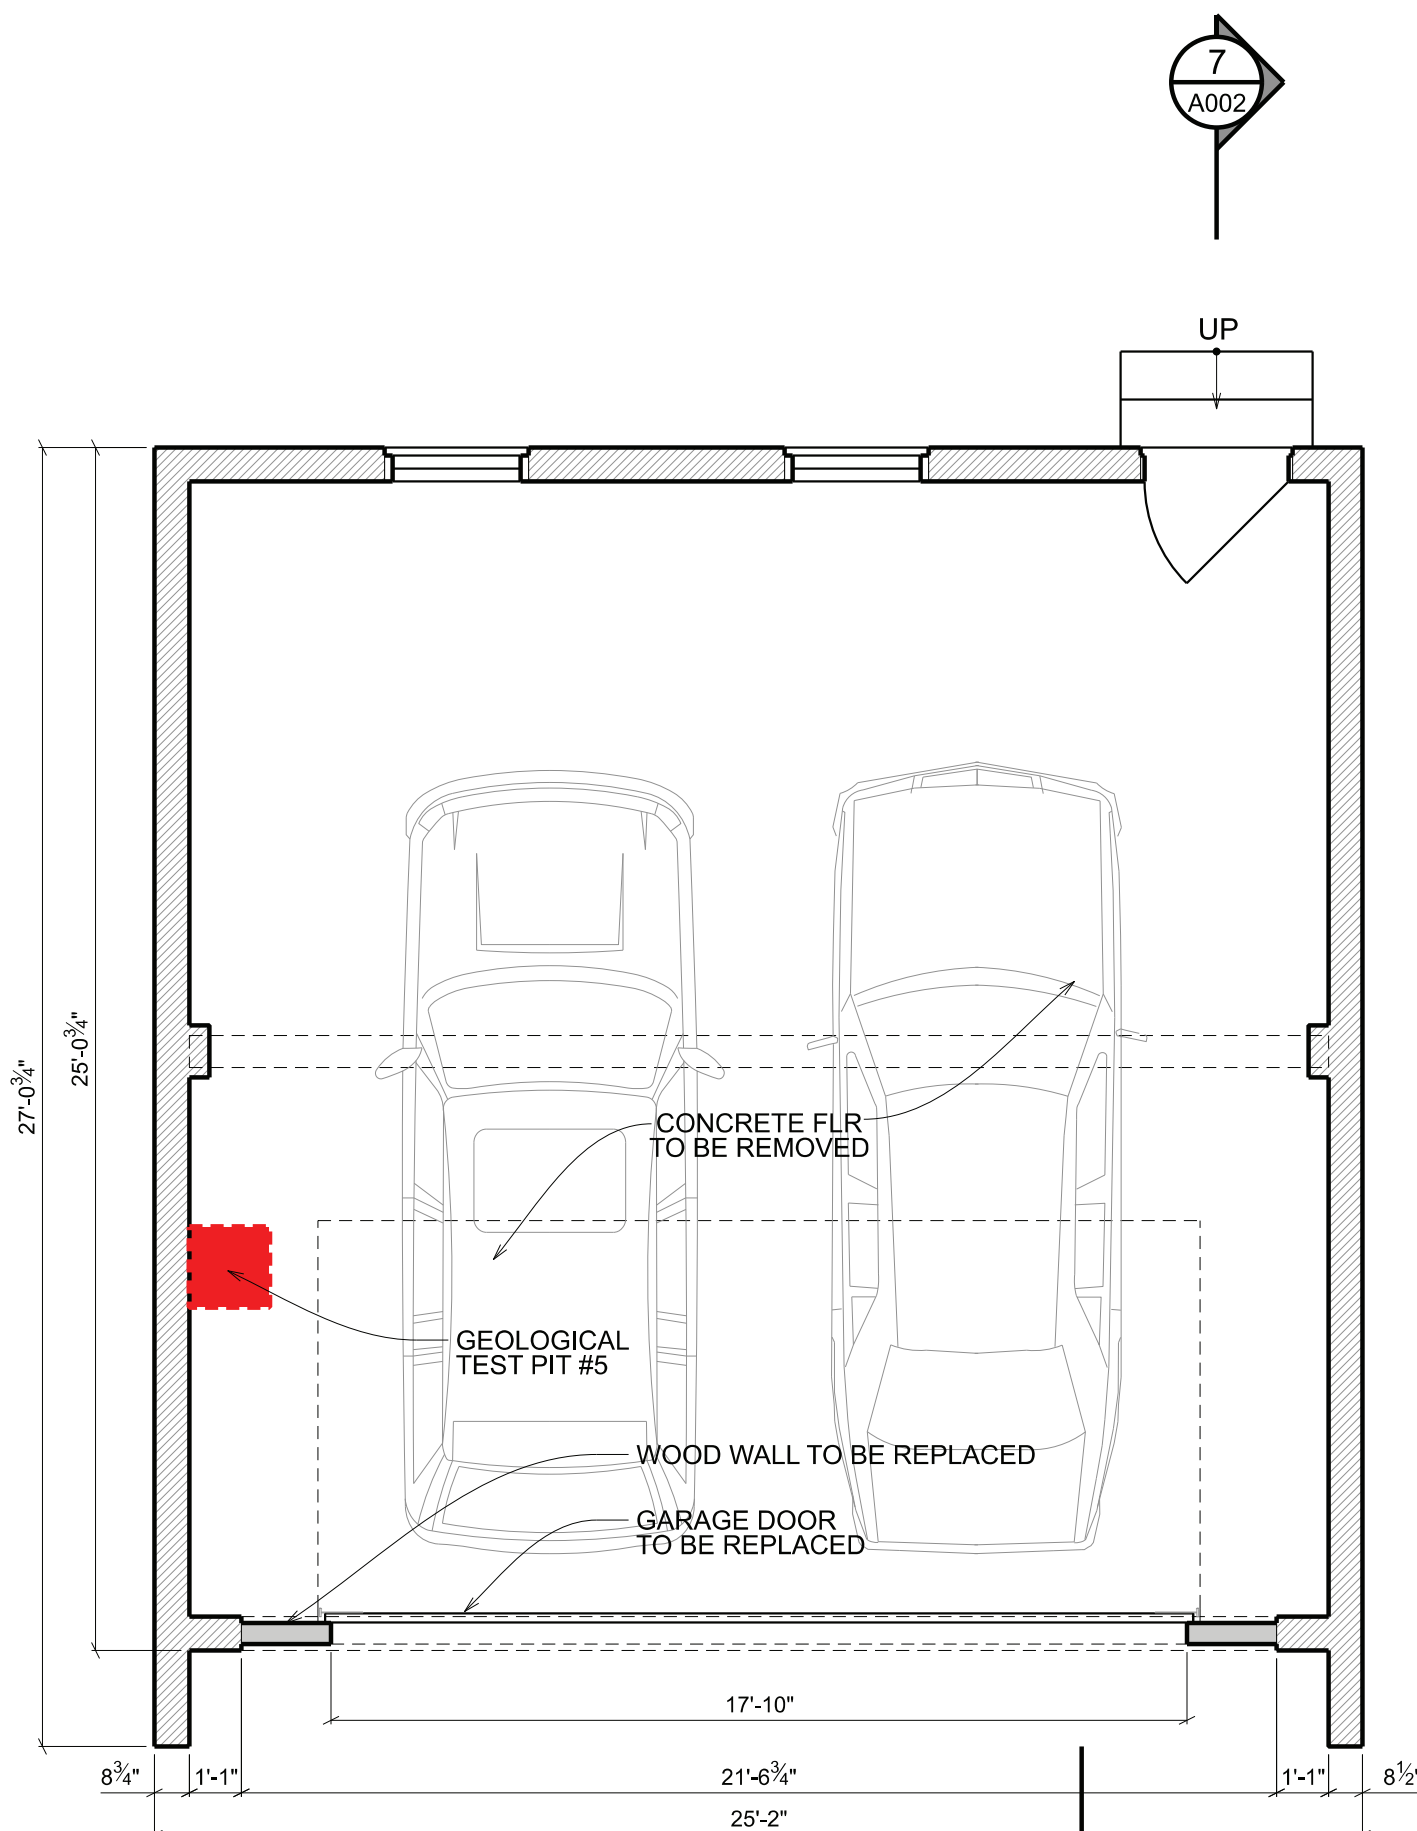 7
A002
UP
27'-0¾"
25'-0¾"
CONCRETE FLR
TO BE REMOVED
GEOLOGICAL
TEST PIT #5
WOOD WALL TO BE REPLACED
GARAGE DOOR
TO BE REPLACED
17'-10"
8¾" 1'-1" 21'-6¾" 1'-1" 8½"
25'-2"